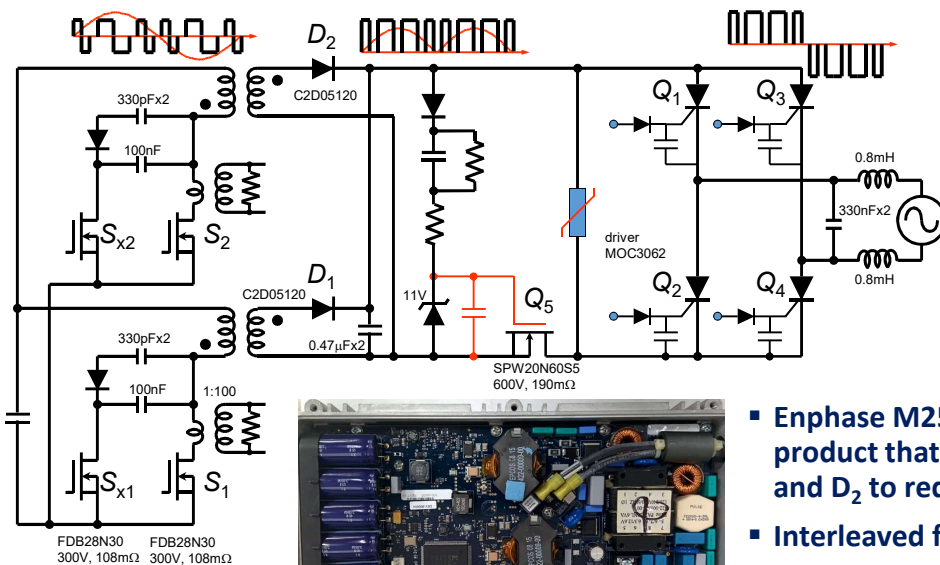 D2
C2D05120
330pFx2
100nF
Sx2
S2
Q1
Q3
0.8mH
330nFx2
driver
MOC3062
0.8mH
D1
C2D05120
11V
Q5
Q2
Q4
330pFx2
0.47μFx2
SPW20N60S5
600V, 190mΩ
100nF
1:100
Sx1
S1
FDB28N30
300V, 108mΩ
FDB28N30
300V, 108mΩ
▪ Enphase M2
product that
and D2 to re
▪ Interleaved f